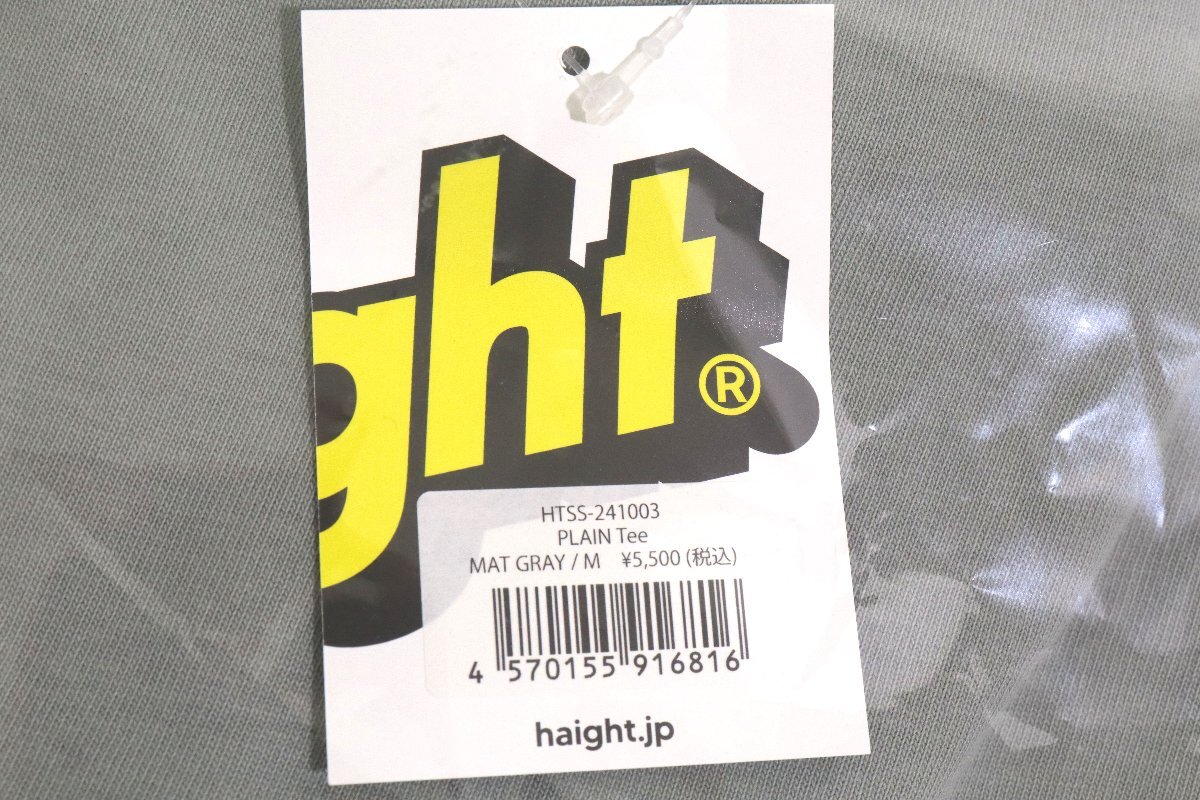 ght®
HTSS-241003
PLAIN Tee
MAT GRAY / M ¥5,500 (税込)
4 570155 916816
haight.jp